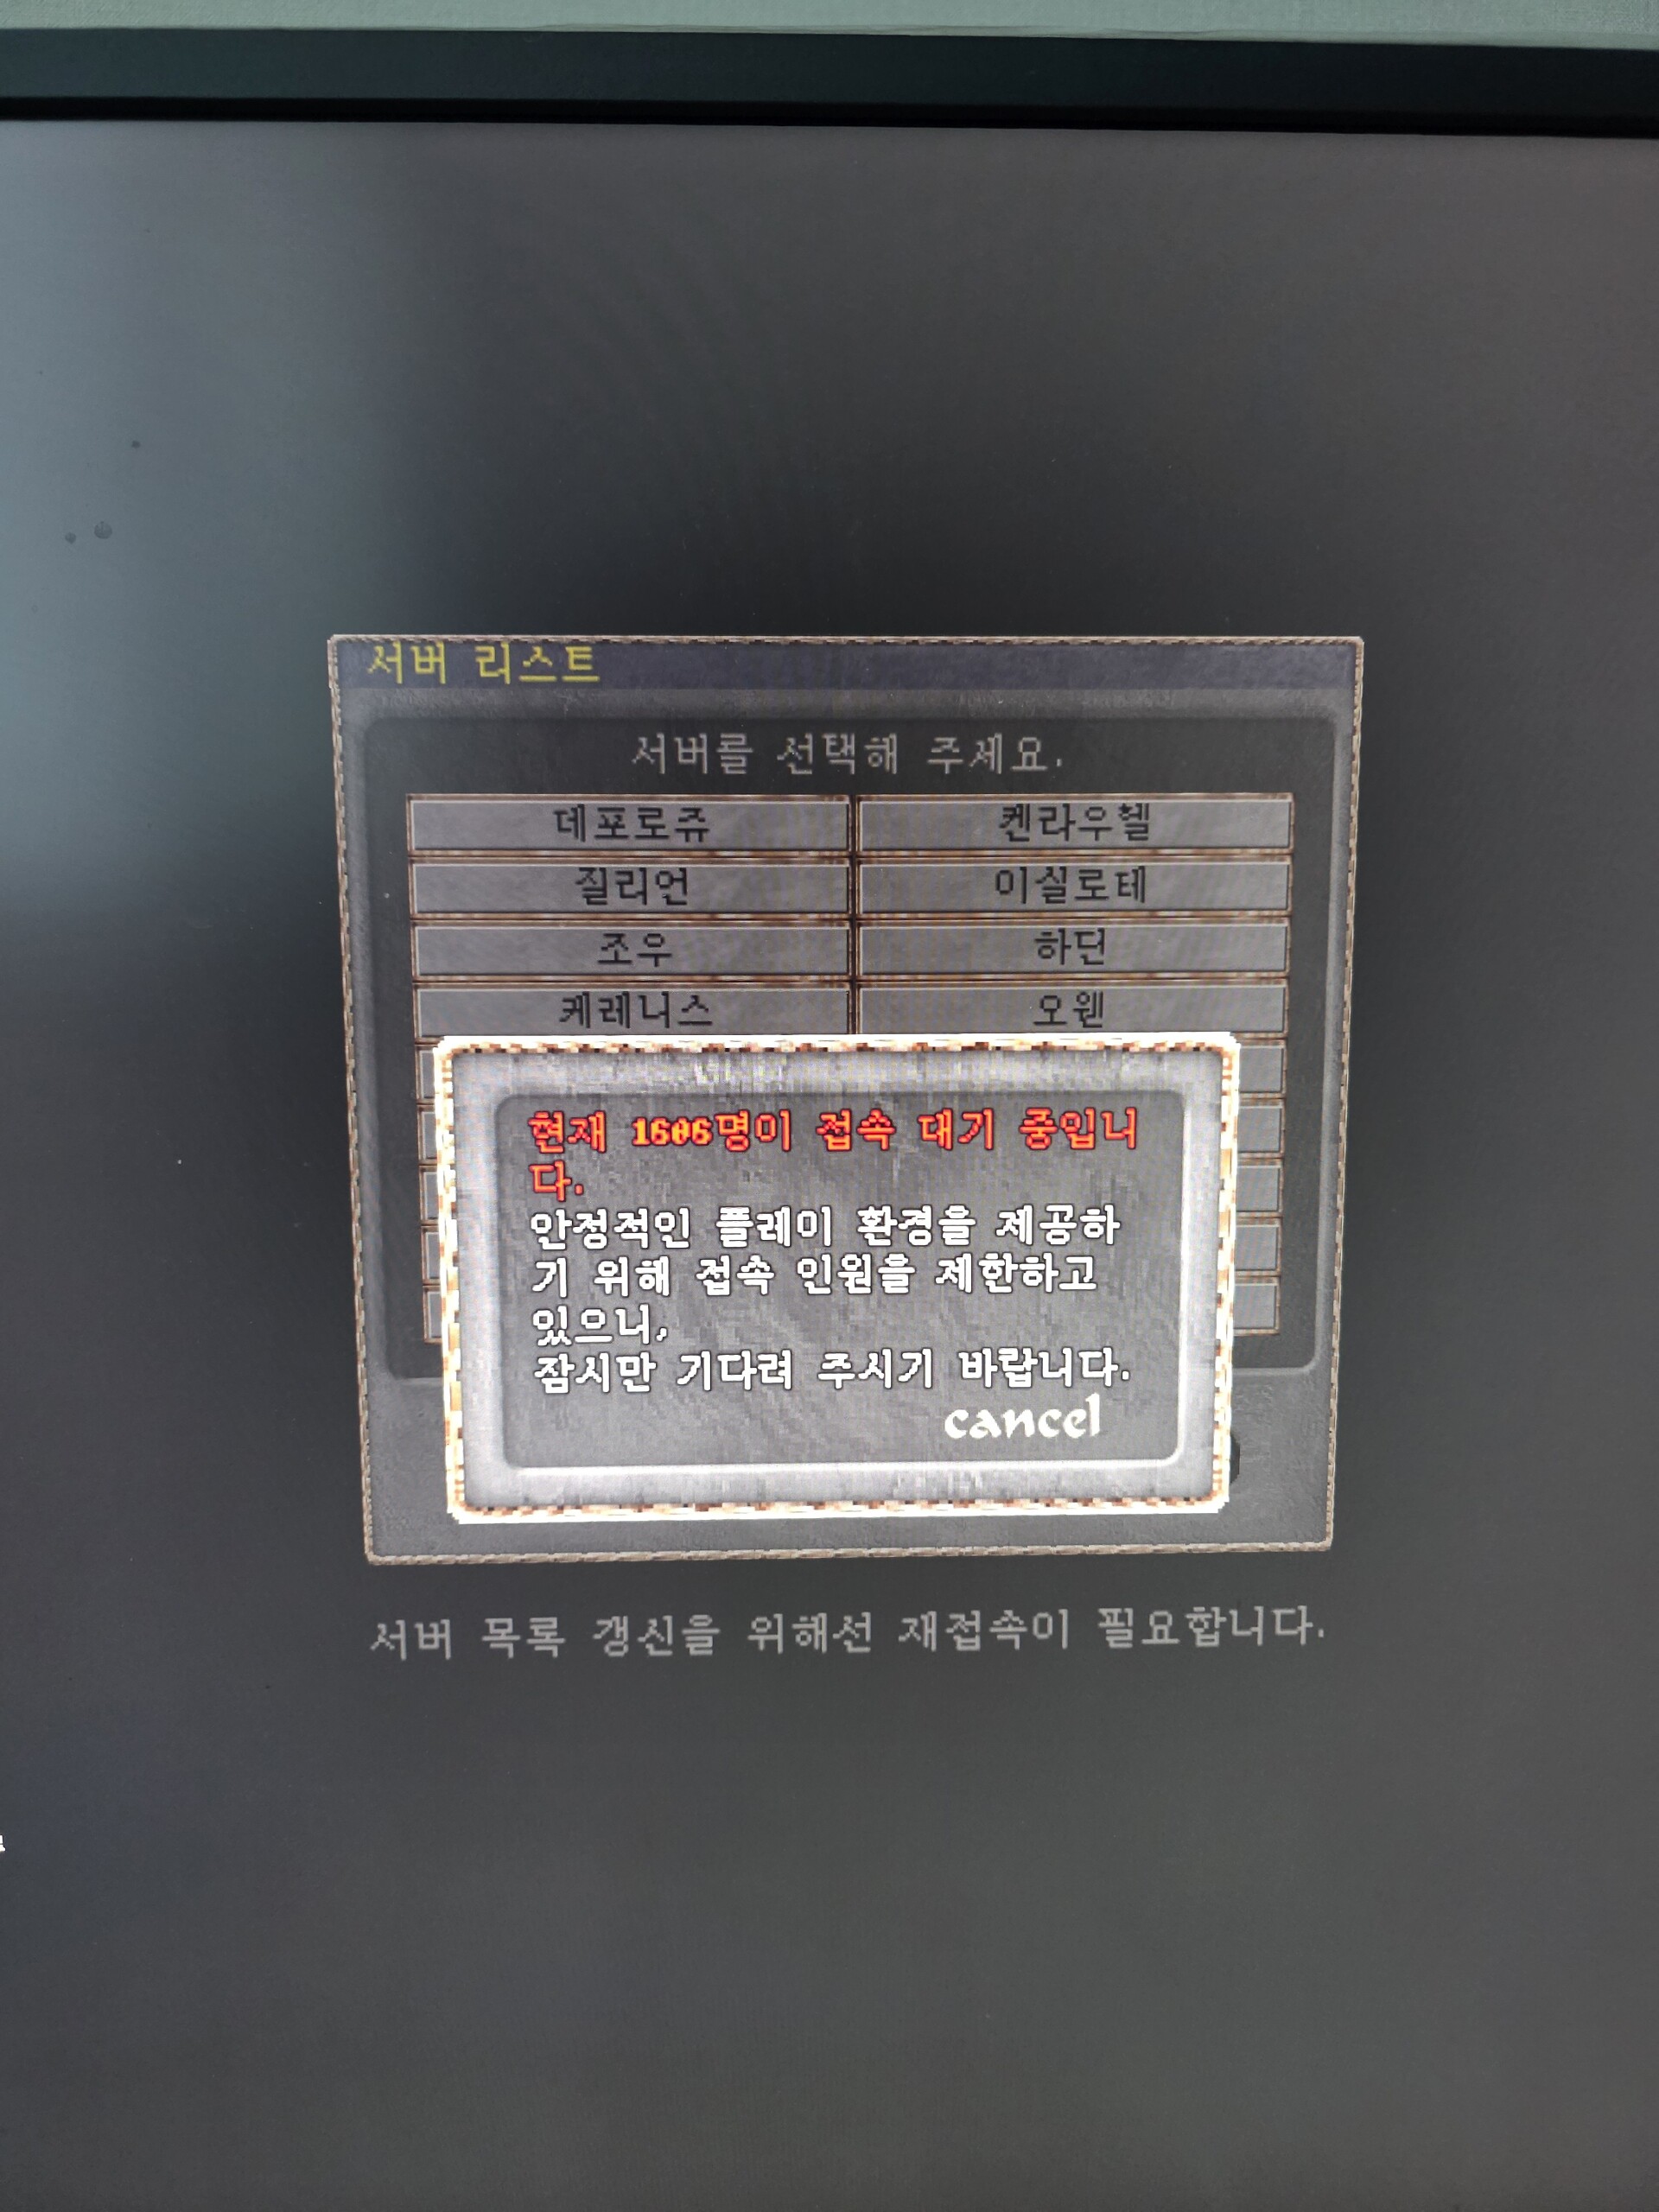 서버 리스트
서버를 선택해 주세요.
데포로쥬
켄라우헬
질리언
이실로테
조우
하딘
케레니스
오웬
현재 1606명이 접속 대기 중입니
다.
안정적인 플레이 환경을 제공하
기 위해 접속 인원을 제한하고
있으니,
잠시만 기다려 주시기 바랍니다.
cancel
서버 목록 갱신을 위해선 재접속이 필요합니다.